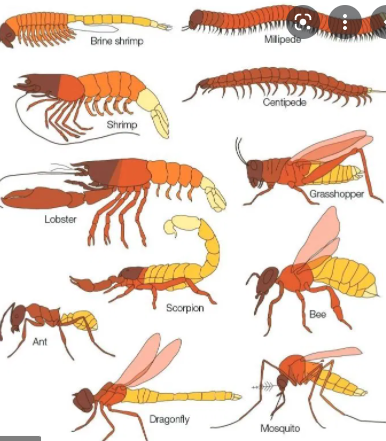 Brine shrimp
Millipede
Shrimp
Centipede
Lobster
Grasshopper
Scorpion
Bee
Ant
Dragonfly
Mosquito